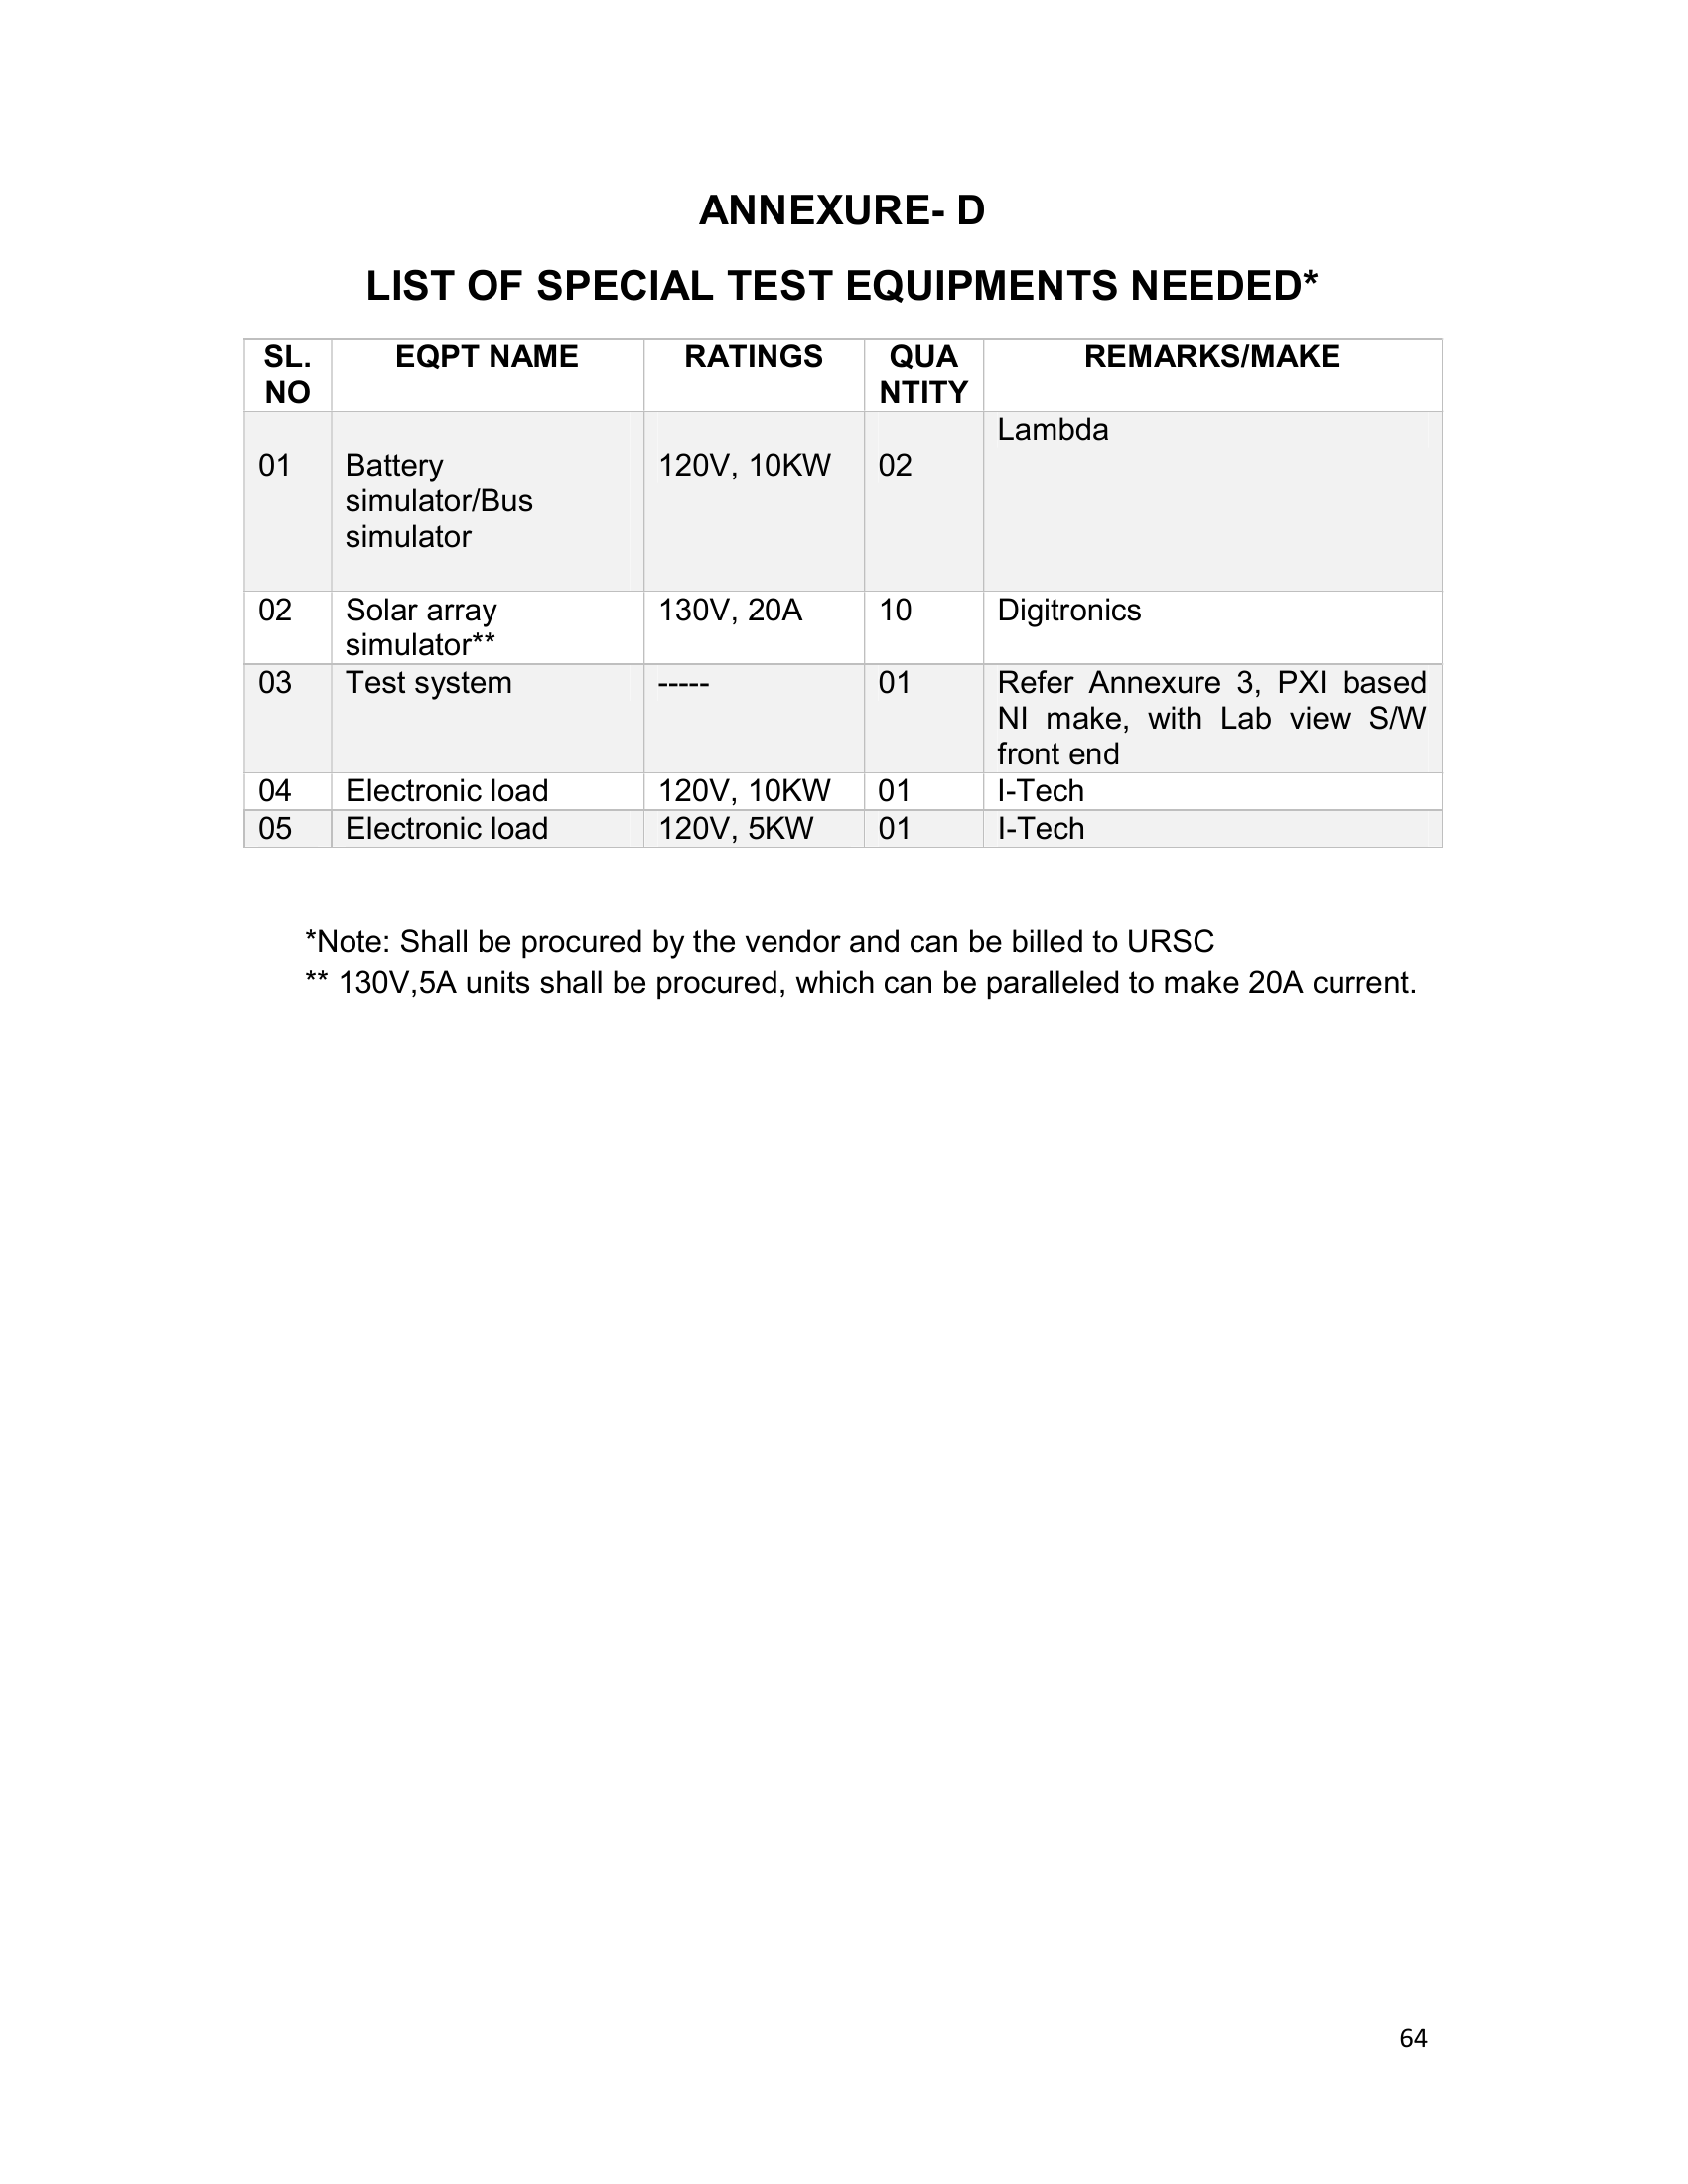 ANNEXURE- D
LIST OF SPECIAL TEST EQUIPMENTS NEEDED*
SL. NO EQPT NAME RATINGS QUA NTITY REMARKS/MAKE
01 Battery simulator/Bus simulator 120V, 10KW 02 Lambda
02 Solar array simulator** 130V, 20A 10 Digitronics
03 Test system ----- 01 Refer Annexure 3, PXI based NI make, with Lab view S/W front end
04 Electronic load 120V, 10KW 01 I-Tech
05 Electronic load 120V, 5KW 01 I-Tech
*Note: Shall be procured by the vendor and can be billed to URSC
** 130V,5A units shall be procured, which can be paralleled to make 20A current.
64